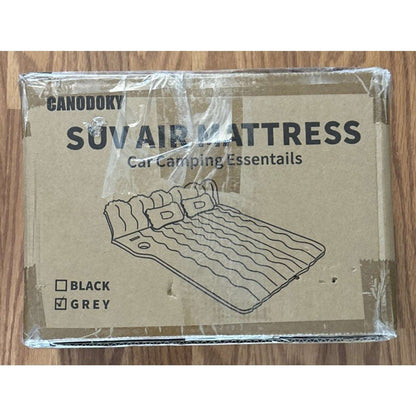 CANODOKY
SUV AIR MATTRESS
Car Camping Essentails
BLACK
GREY